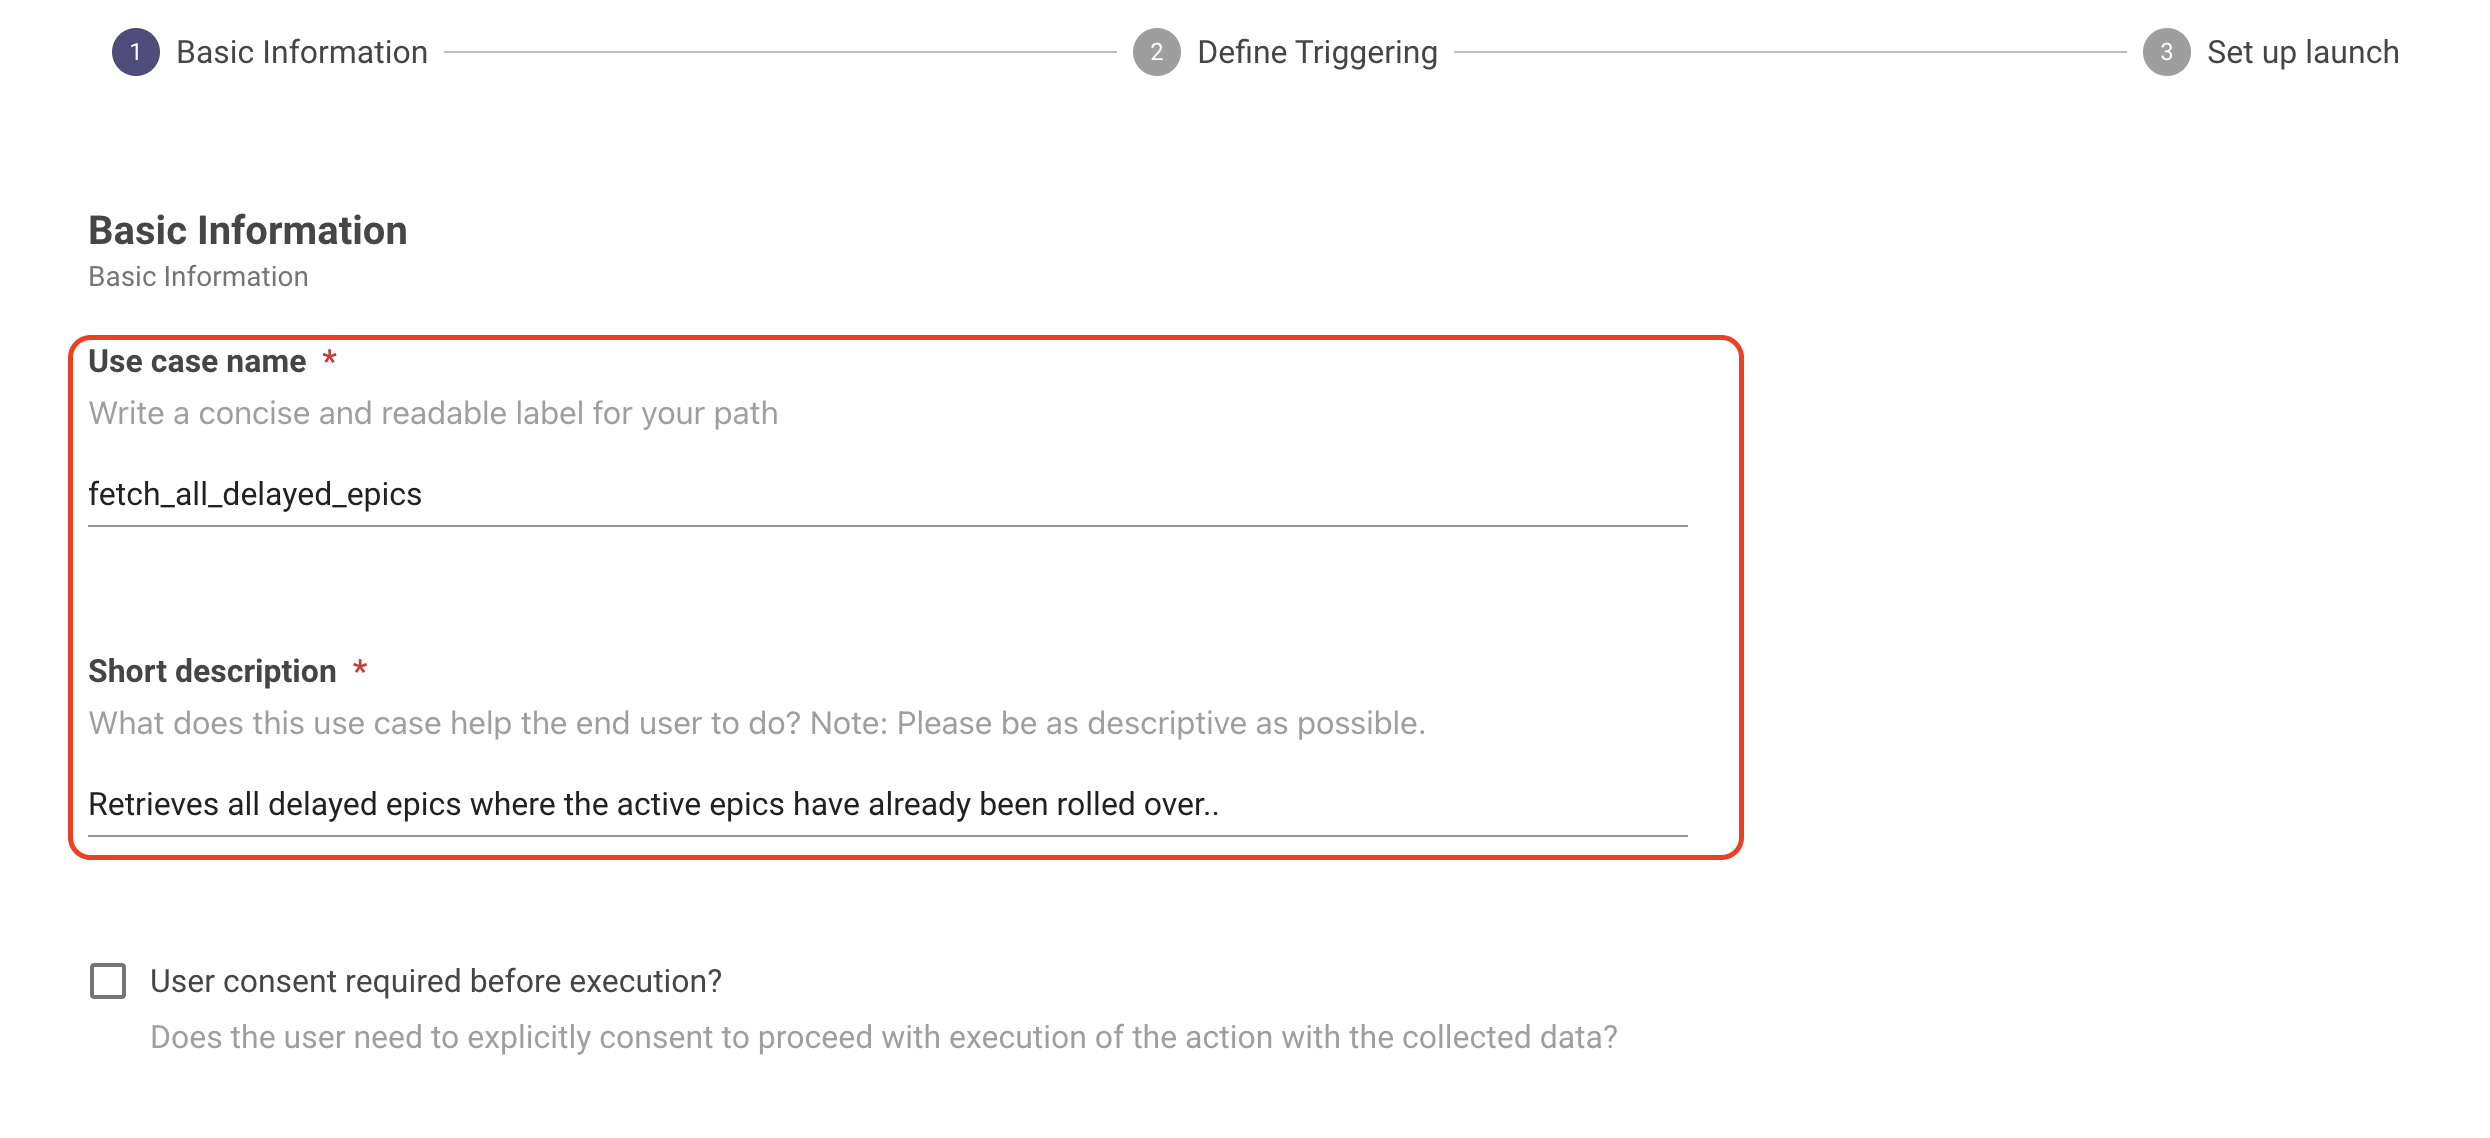 1 Basic Information 2 Define Triggering 3 Set up launch
Basic Information
Basic Information
Use case name *
Write a concise and readable label for your path
fetch_all_delayed_epics
Short description *
What does this use case help the end user to do? Note: Please be as descriptive as possible.
Retrieves all delayed epics where the active epics have already been rolled over..
User consent required before execution?
Does the user need to explicitly consent to proceed with execution of the action with the collected data?